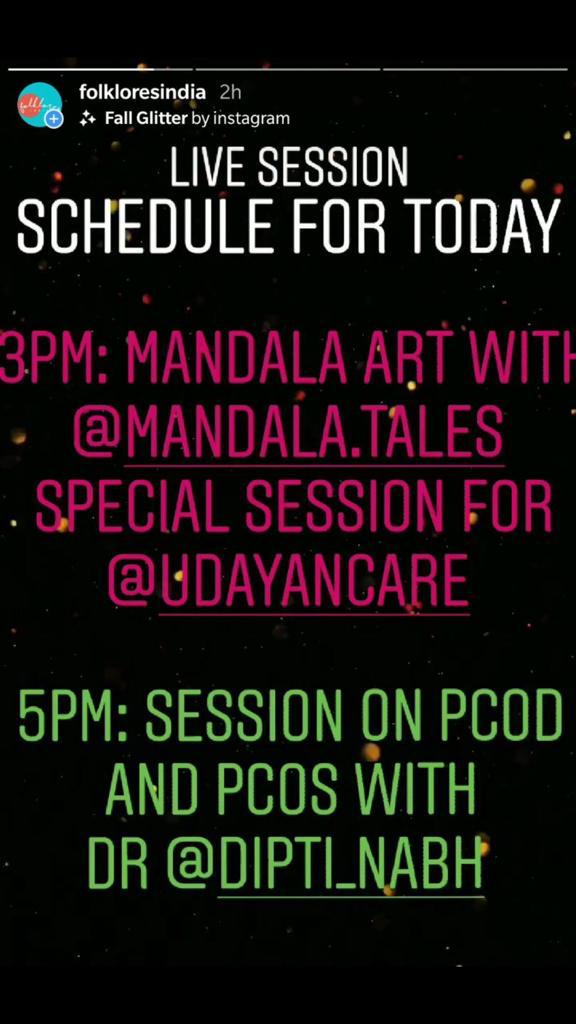 folkloresindia 2h
Fall Glitter by instagram
LIVE SESSION
SCHEDULE FOR TODAY
3PM: MANDALA ART WITH
@MANDALA.TALES
SPECIAL SESSION FOR
@UDAYANCARE
5PM: SESSION ON PCOD
AND PCOS WITH
DR @DIPTI_NABH